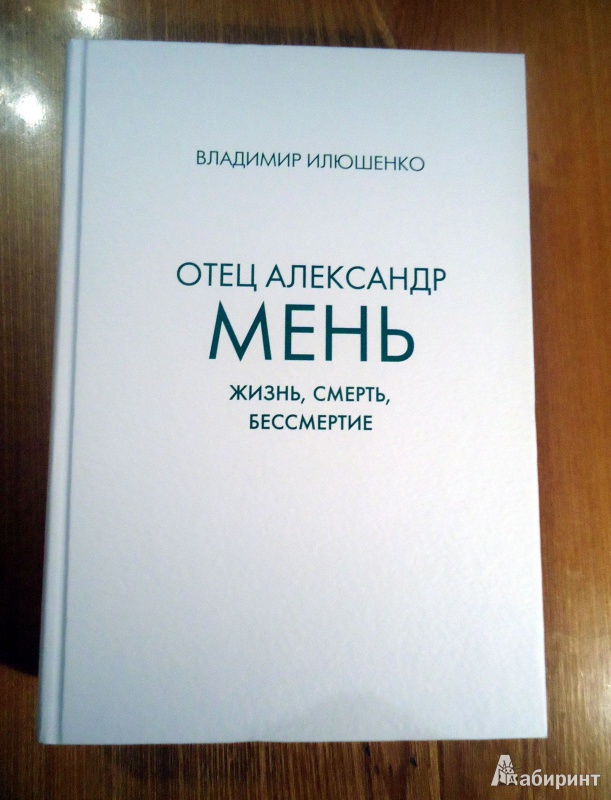 ВЛАДИМИР ИЛЮШЕНКО
ОТЕЦ АЛЕКСАНДР
МЕНЬ
ЖИЗНЬ, СМЕРТЬ,
БЕССМЕРТИЕ
Лабиринт